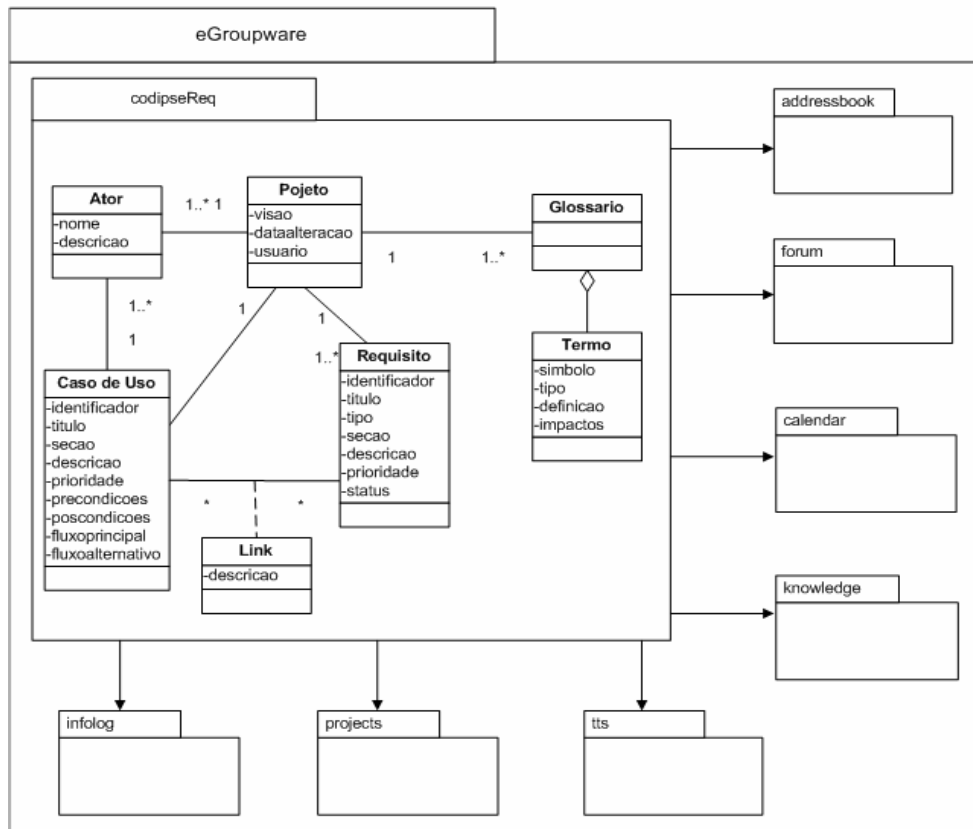 eGroupware
codipseReq
addressbook
Ator
-nome
-descricao
1..* 1
Pojeto
-visao
-dataalteracao
-usuario
1
1..*
Glossario
forum
1..*
1
1
1
1..*
Caso de Uso
-identificador
-titulo
-secao
-descricao
-prioridade
-precondicoes
-poscondicoes
-fluxoprincipal
-fluxoalternativo
Requisito
-identificador
-titulo
-tipo
-secao
-descricao
-prioridade
-status
Termo
-simbolo
-tipo
-definicao
-impactos
calendar
*
*
Link
-descricao
knowledge
infolog
projects
tts